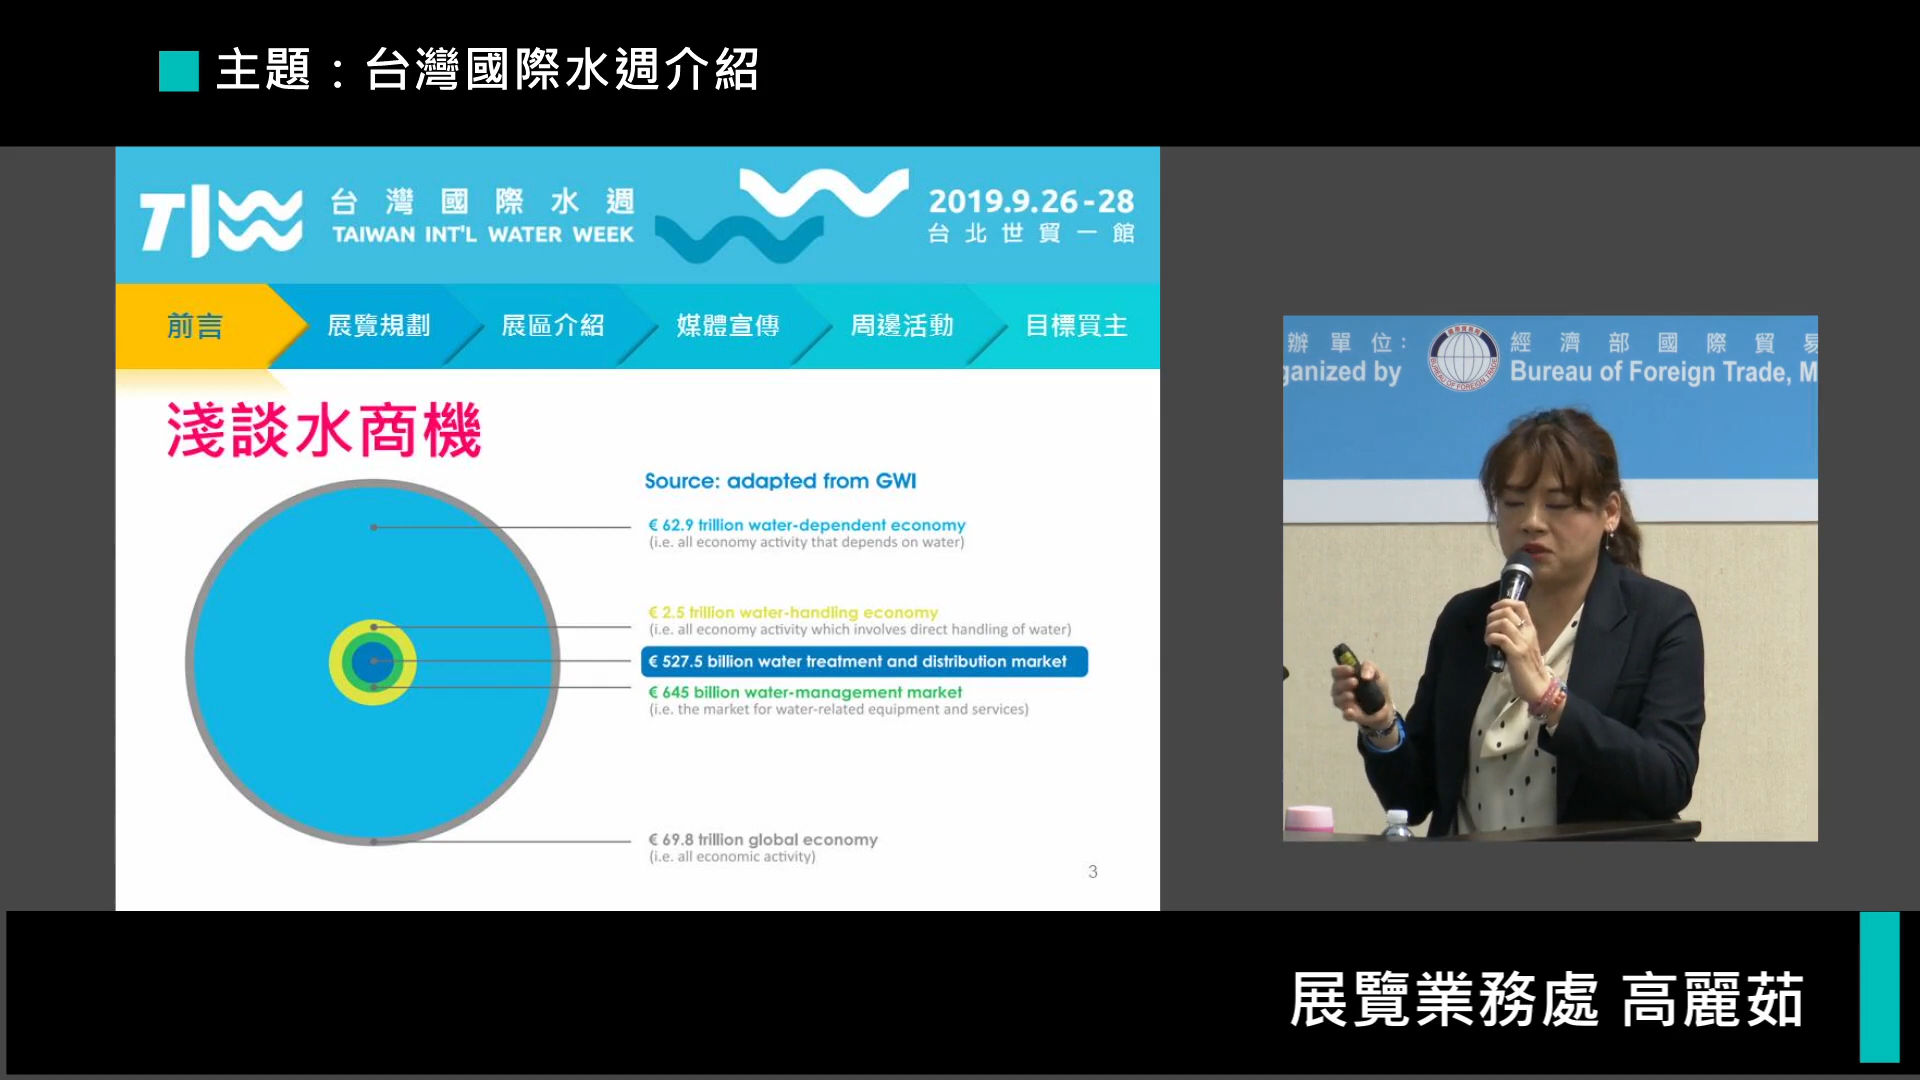 主題：台灣國際水週介紹
TIWW
台灣國際水週
TAIWAN INT'L WATER WEEK
2019.9.26-28
台北世貿一館
前言 展覽規劃 展區介紹 媒體宣傳 周邊活動 目標買主
淺談水商機
Source: adapted from GWI
€ 62.9 trillion water-dependent economy
(i.e. all economy activity that depends on water)
€ 2.5 trillion water-handling economy
(i.e. all economy activity which involves direct handling of water)
€ 527.5 billion water treatment and distribution market
€ 645 billion water-management market
(i.e. the market for water-related equipment and services)
€ 69.8 trillion global economy
(i.e. all economic activity)
3
辦單位： 經濟部國際貿易
ganized by Bureau of Foreign Trade, M
展覽業務處 高麗茹